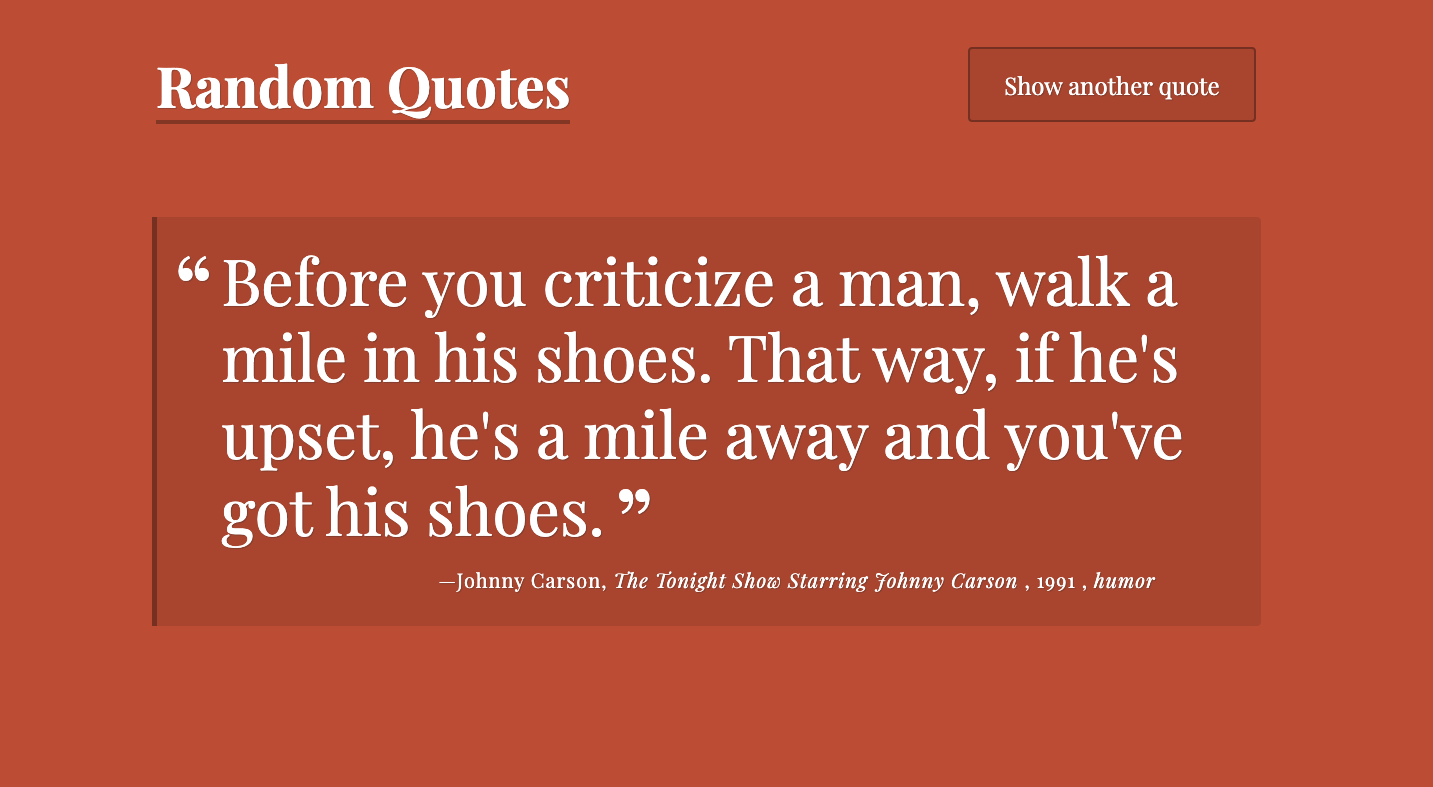 Random Quotes
Show another quote
“ Before you criticize a man, walk a
mile in his shoes. That way, if he's
upset, he's a mile away and you've
got his shoes. ”
—Johnny Carson, The Tonight Show Starring Johnny Carson , 1991 , humor